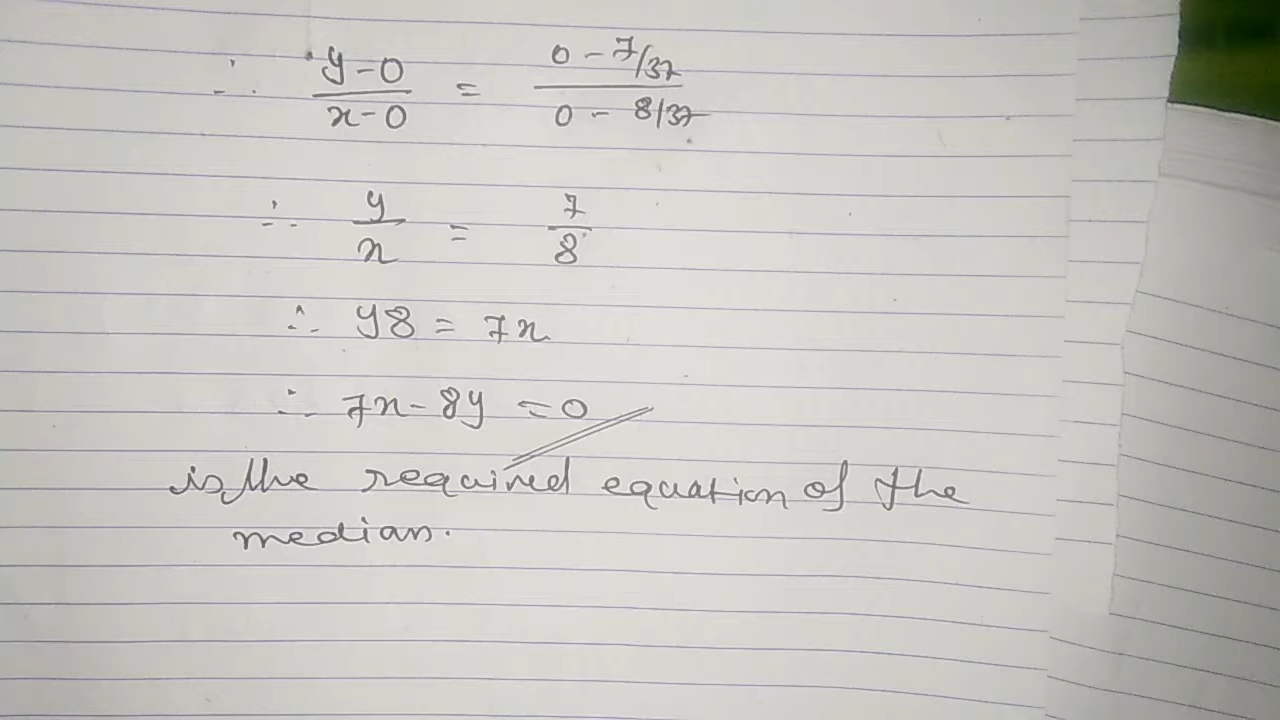 ∴ y-0/x-0 = 0-7/37/0-8/37
∴ y/x = 7/8
∴ y8 = 7x
∴ 7x-8y = 0
is the required equation of the
median.